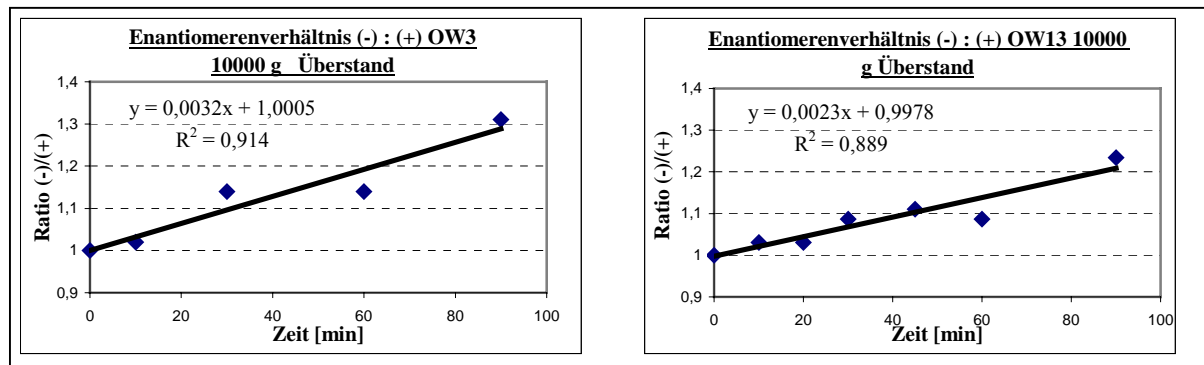 Enantiomerenverhältnis (-) : (+) OW3
10000 g Überstand
y = 0,0032x + 1,0005
R² = 0,914
Ratio (-)/(+)
1,4
1,3
1,2
1,1
1
0,9
0 20 40 60 80 100
Zeit [min]
Enantiomerenverhältnis (-) : (+) OW13 10000
g Überstand
y = 0,0023x + 0,9978
R² = 0,889
Ratio (-)/(+)
1,4
1,3
1,2
1,1
1
0,9
0 20 40 60 80 100
Zeit [min]